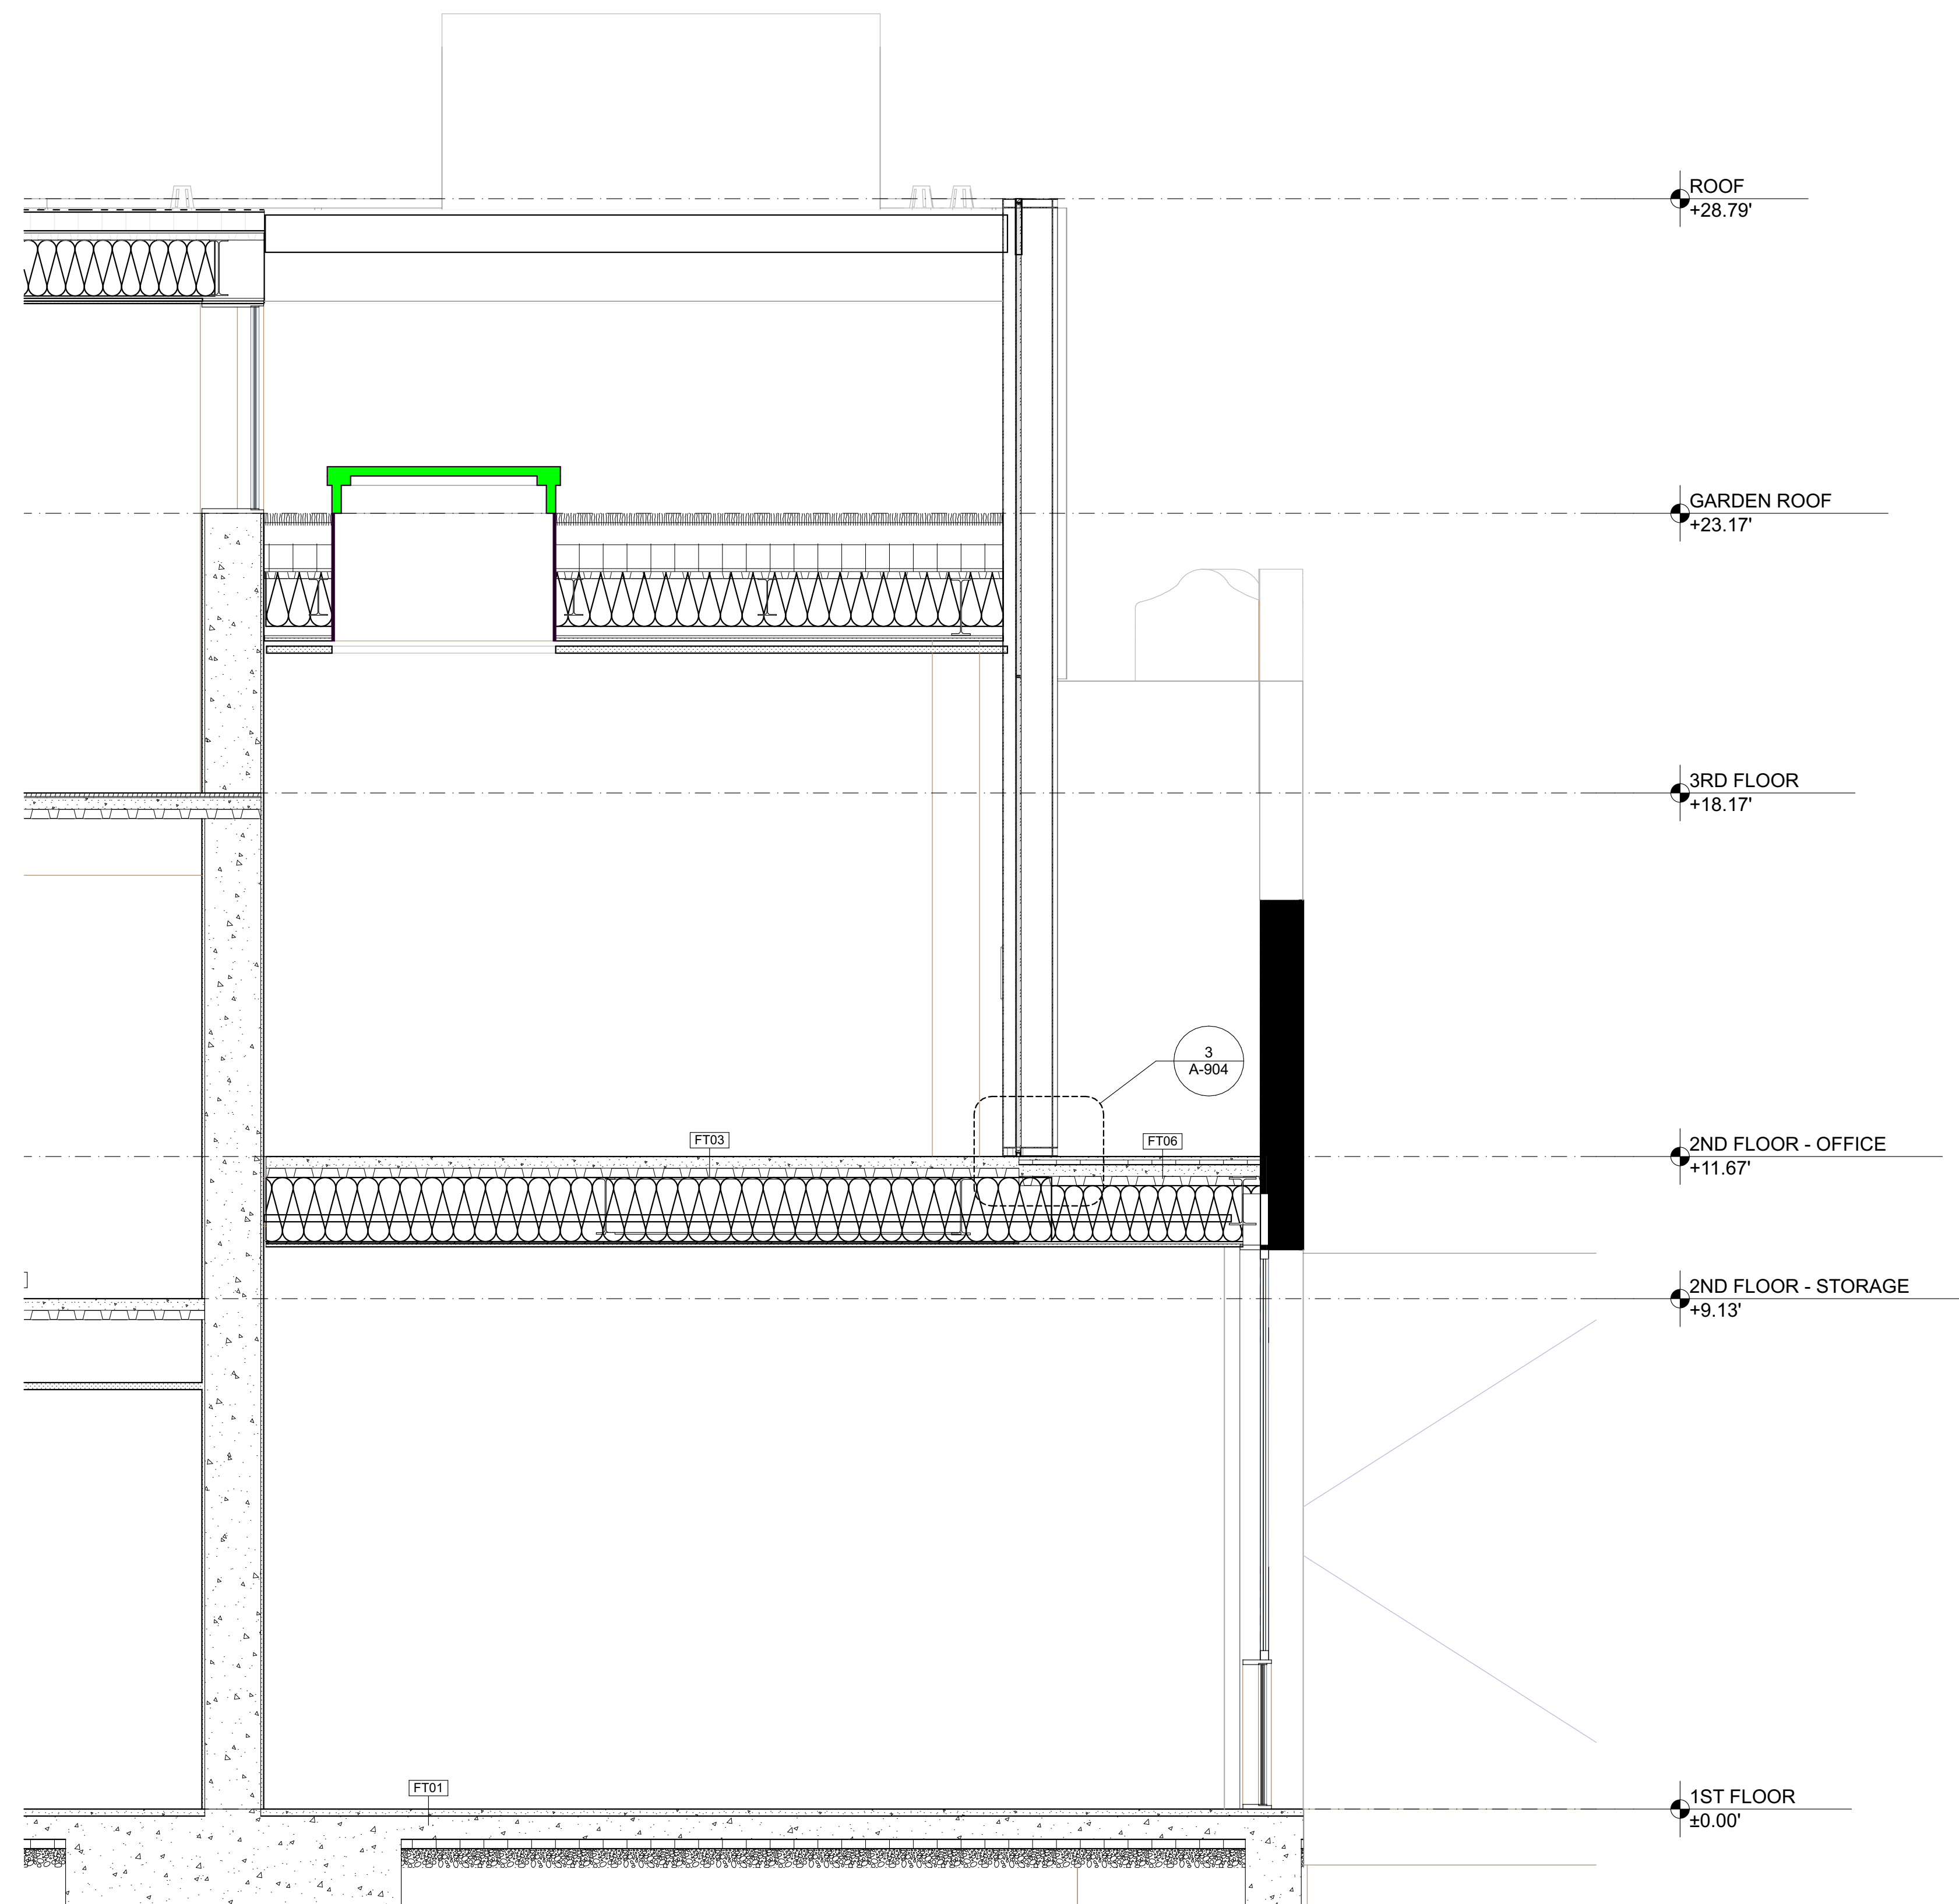 ROOF
+28.79'
GARDEN ROOF
+23.17'
3RD FLOOR
+18.17'
3
A-904
FT03
FT06
2ND FLOOR - OFFICE
+11.67'
2ND FLOOR - STORAGE
+9.13'
FT01
1ST FLOOR
±0.00'